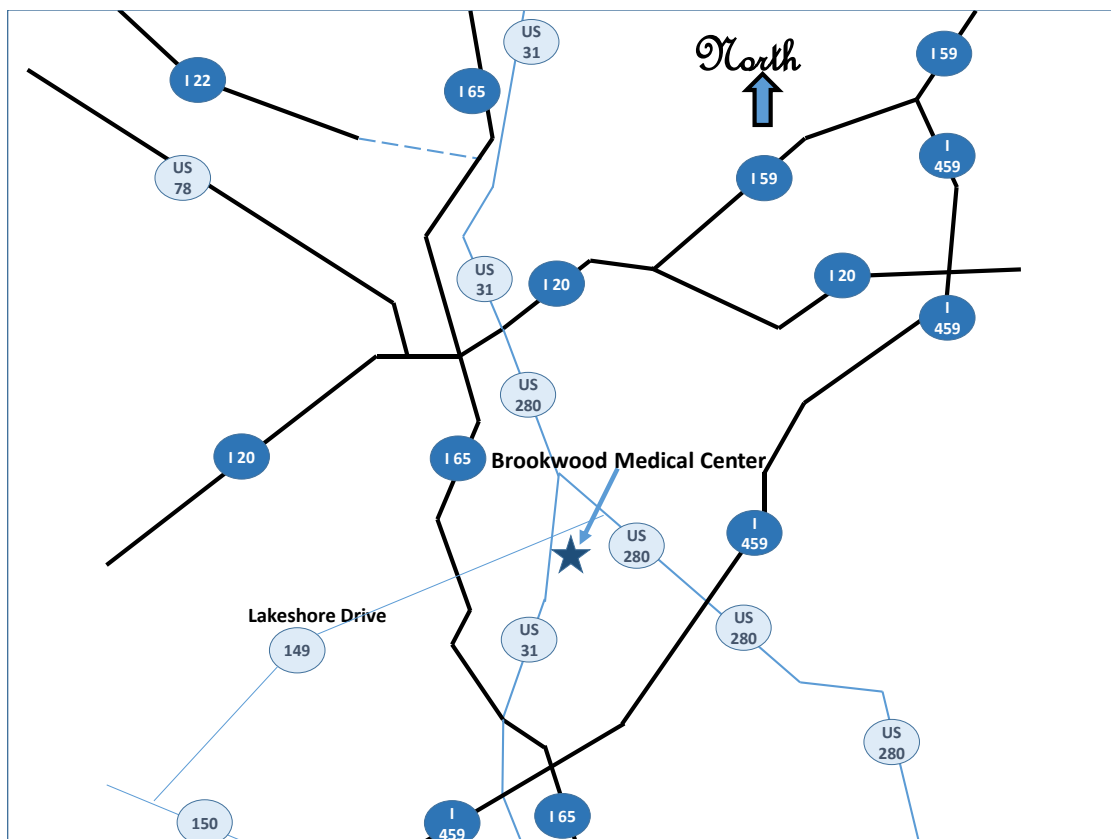 US
31
North
I 59
I 22
I 65
I
459
US
78
I 59
US
31
I 20
I 20
I
459
US
280
I 20
I 65
Brookwood Medical Center
I
459
US
280
Lakeshore Drive
US
280
US
31
149
US
280
150
I
459
I 65